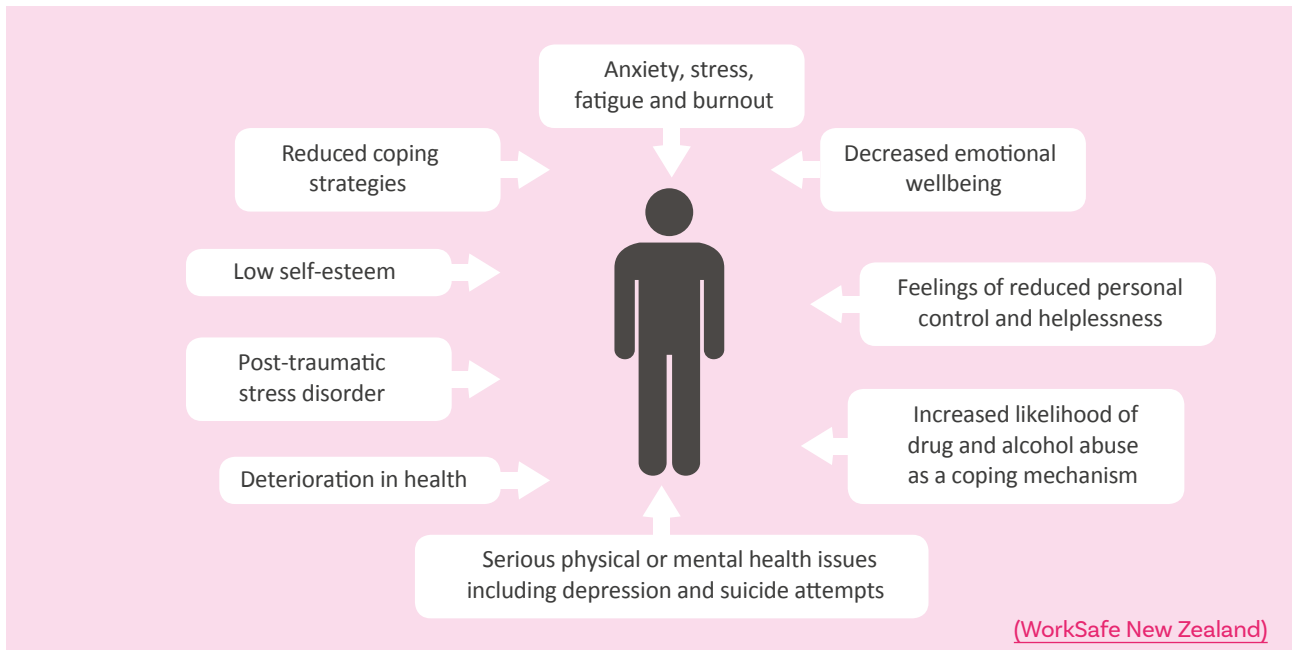 Anxiety, stress,
fatigue and burnout
Reduced coping
strategies
Decreased emotional
wellbeing
Low self-esteem
Feelings of reduced personal
control and helplessness
Post-traumatic
stress disorder
Increased likelihood of
drug and alcohol abuse
as a coping mechanism
Deterioration in health
Serious physical or mental health issues
including depression and suicide attempts
(WorkSafe New Zealand)